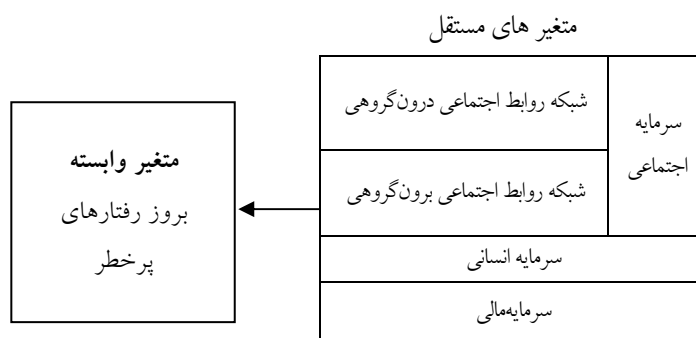 متغیر های مستقل
سرمایه
اجتماعی
شبکه روابط اجتماعی درون‌گروهی
شبکه روابط اجتماعی برون‌گروهی
سرمایه انسانی
سرمایه‌مالی
متغیر وابسته
بروز رفتارهای
پرخطر